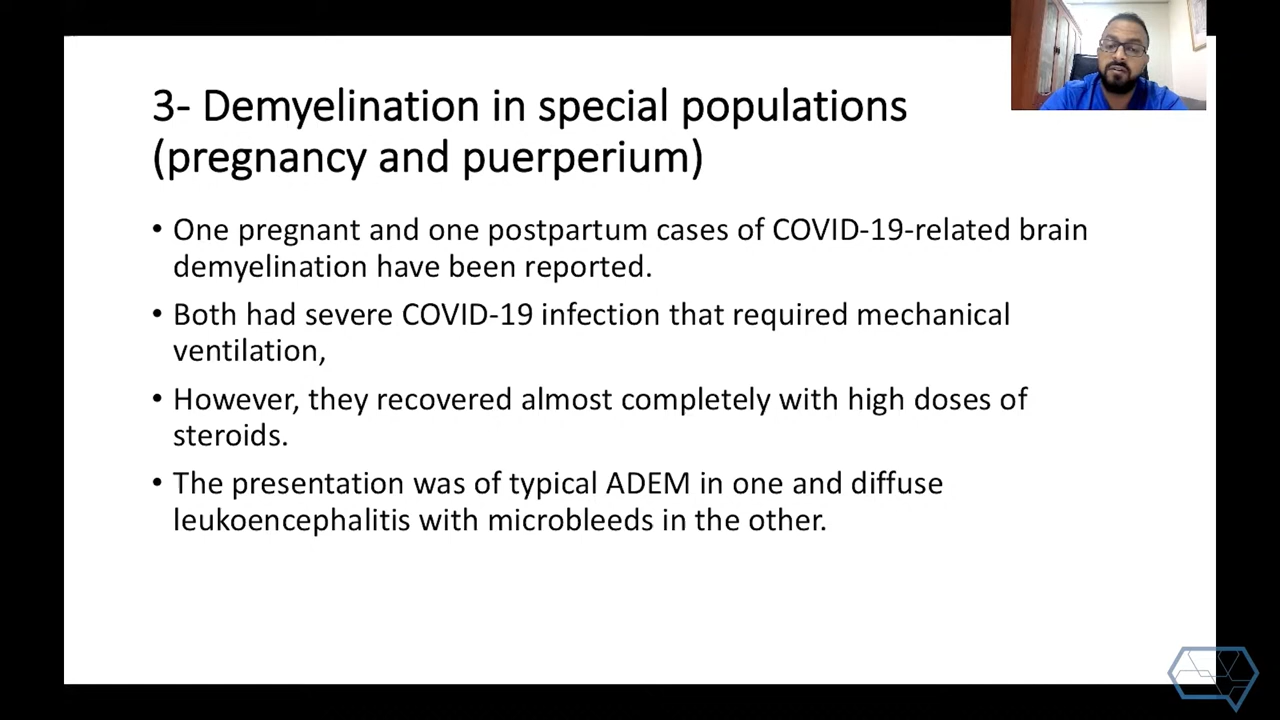 3- Demyelination in special populations
(pregnancy and puerperium)
• One pregnant and one postpartum cases of COVID-19-related brain
demyelination have been reported.
• Both had severe COVID-19 infection that required mechanical
ventilation,
• However, they recovered almost completely with high doses of
steroids.
• The presentation was of typical ADEM in one and diffuse
leukoencephalitis with microbleeds in the other.